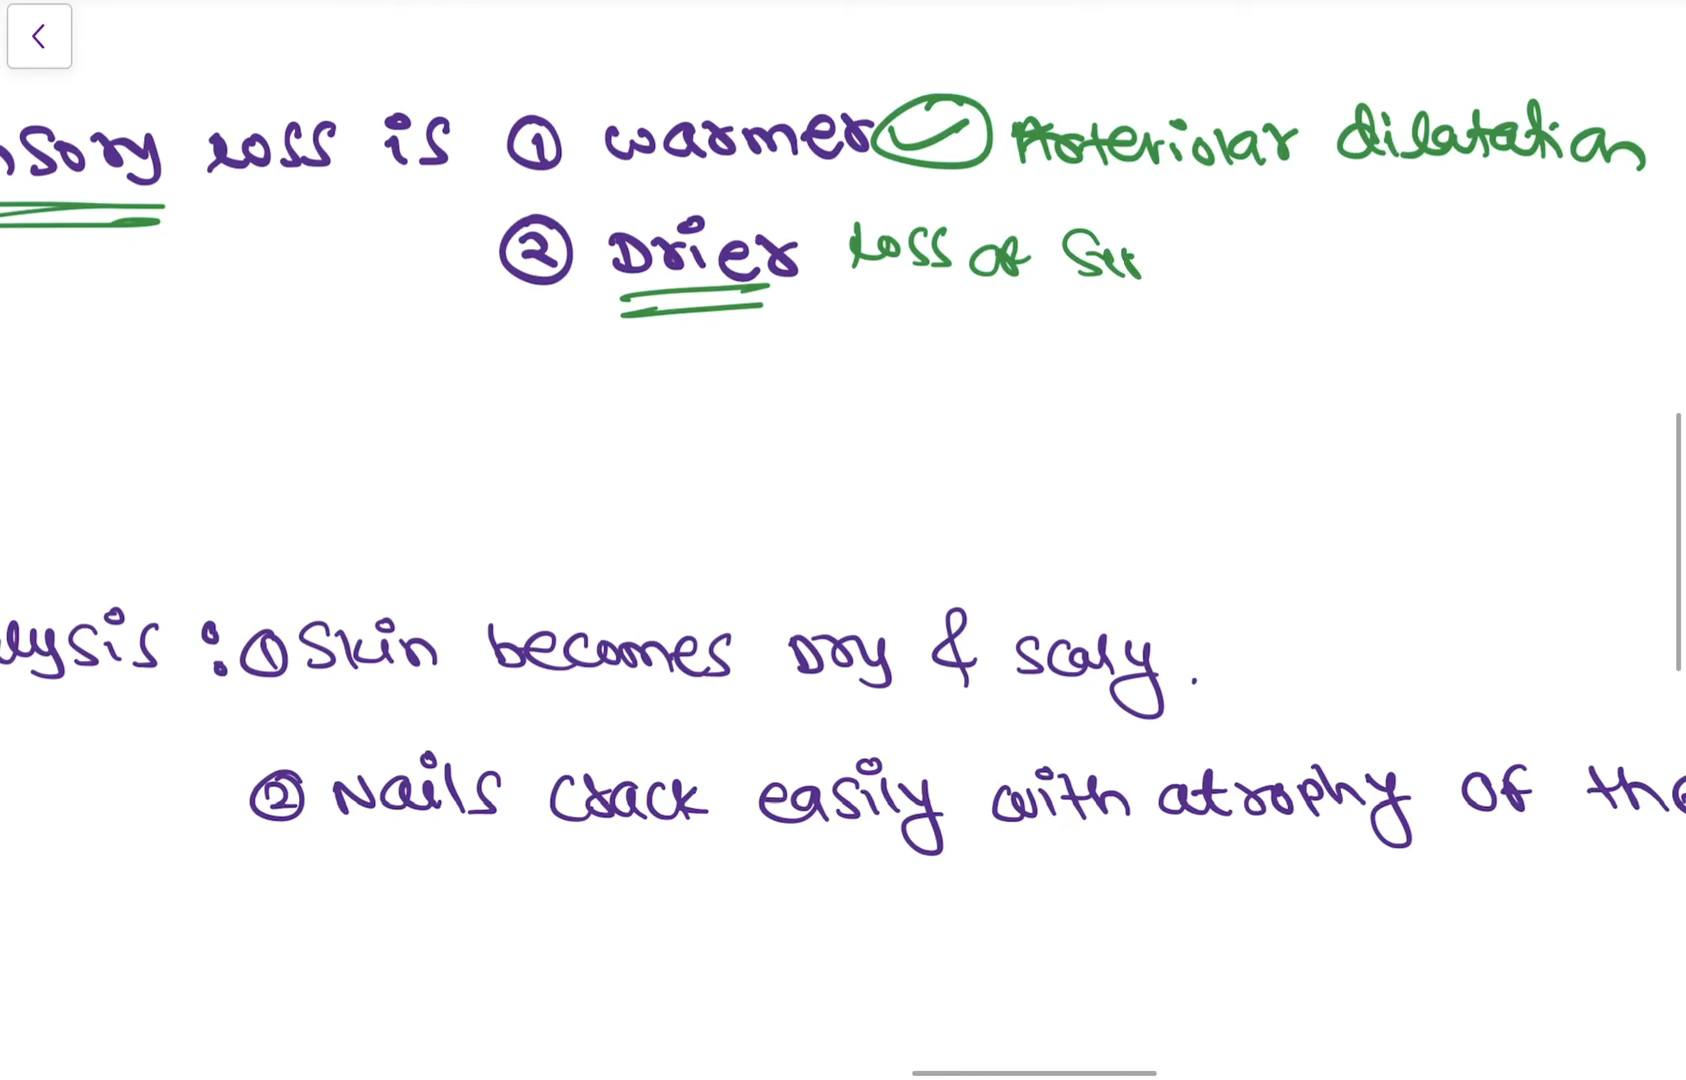 nsory loss is ① warmer Arteriolar dilatation
② Drier loss of
lysis : ① Skin becomes Dry & scaly.
② Nails crack easily with atrophy of the